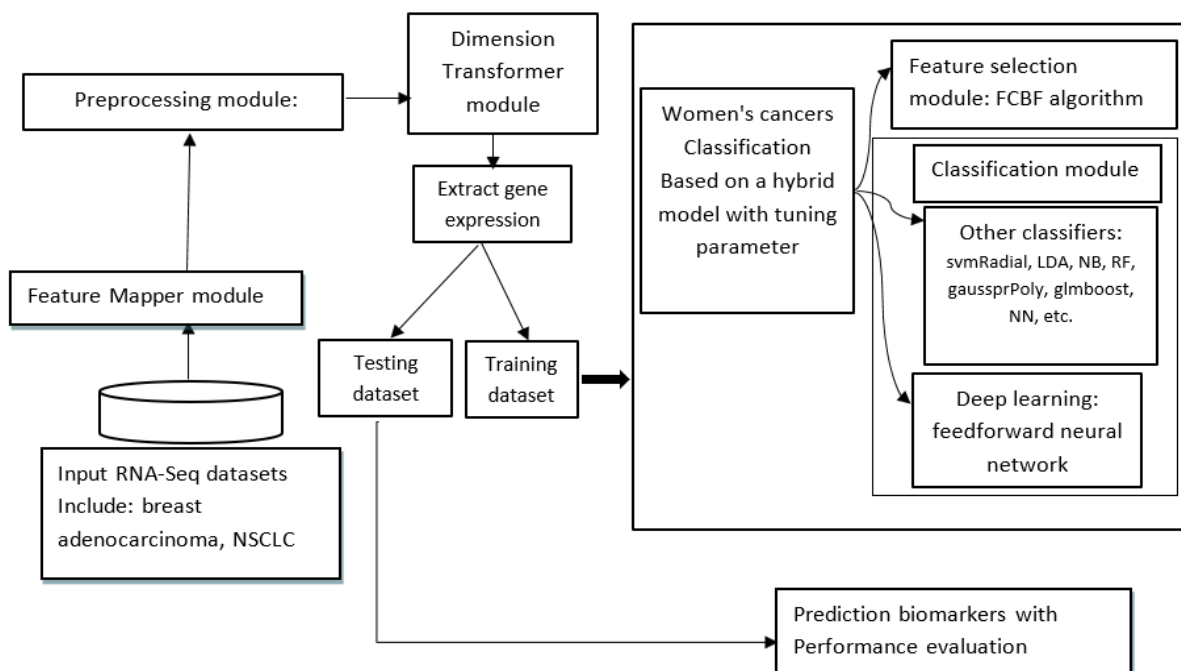 Preprocessing module:
Dimension
Transformer
module
Extract gene
expression
Feature Mapper module
Input RNA-Seq datasets
Include: breast
adenocarcinoma, NSCLC
Testing
dataset
Training
dataset
Women's cancers
Classification
Based on a hybrid
model with tuning
parameter
Feature selection
module: FCBF algorithm
Classification module
Other classifiers:
svmRadial, LDA, NB, RF,
gaussprPoly, glmboost,
NN, etc.
Deep learning:
feedforward neural
network
Prediction biomarkers with
Performance evaluation